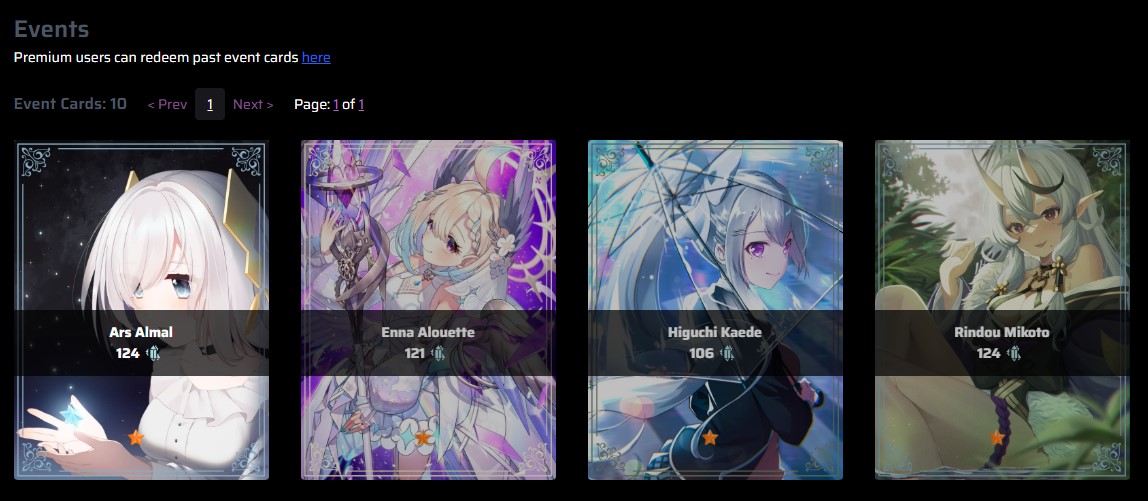 Events
Premium users can redeem past event cards here
Event Cards: 10 < Prev 1 Next > Page: 1 of 1
Ars Almal
124
Enna Alouette
121
Higuchi Kaede
106
Rindou Mikoto
124